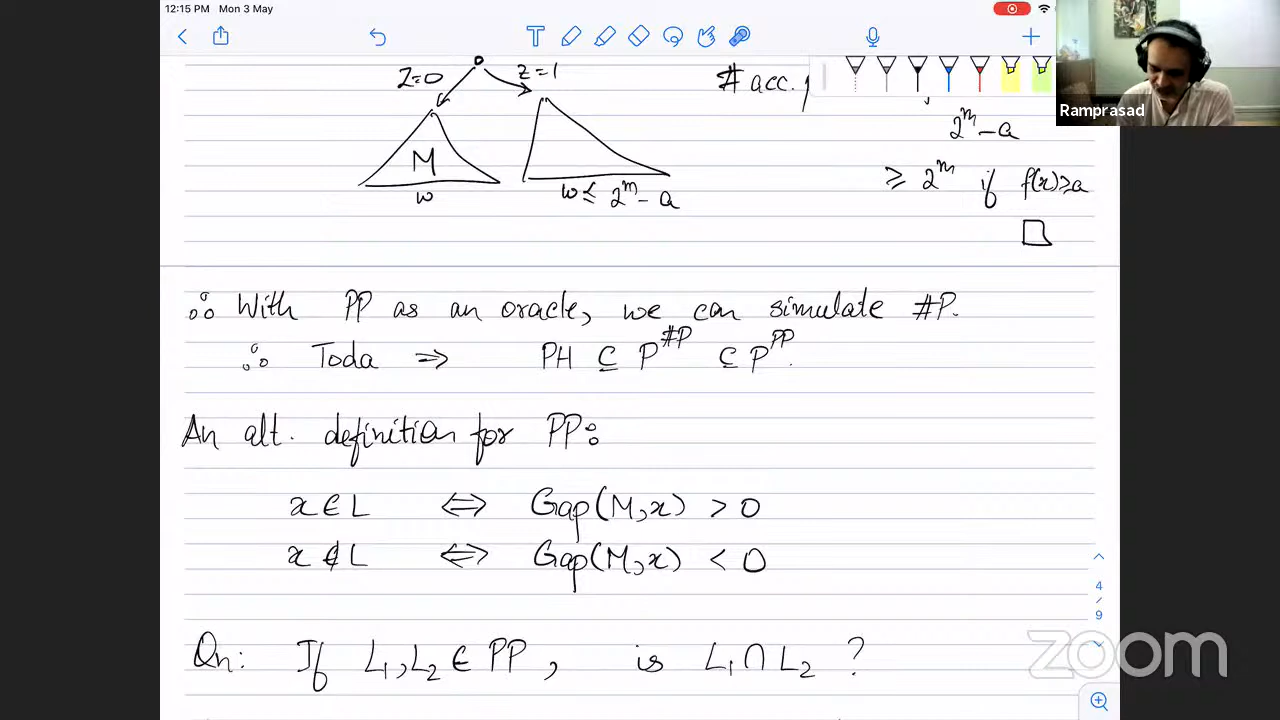 12:15 PM Mon 3 May
Z=0
Z=1
# acc.
Ramprasad
2^m - a
M
w
w ≤ 2^m - a
≥ 2^m if f(x) ≥ a
∴ With PP as an oracle, we can simulate #P.
∴ Toda ⇒ PH ⊆ P^#P ⊆ P^PP.
An alt. definition for PP:
x ∈ L ⇔ Gap(M, x) > 0
x ∉ L ⇔ Gap(M, x) < 0
4
/
9
Qn: If L₁, L₂ ∈ PP, is L₁ ∩ L₂ ?
zoom